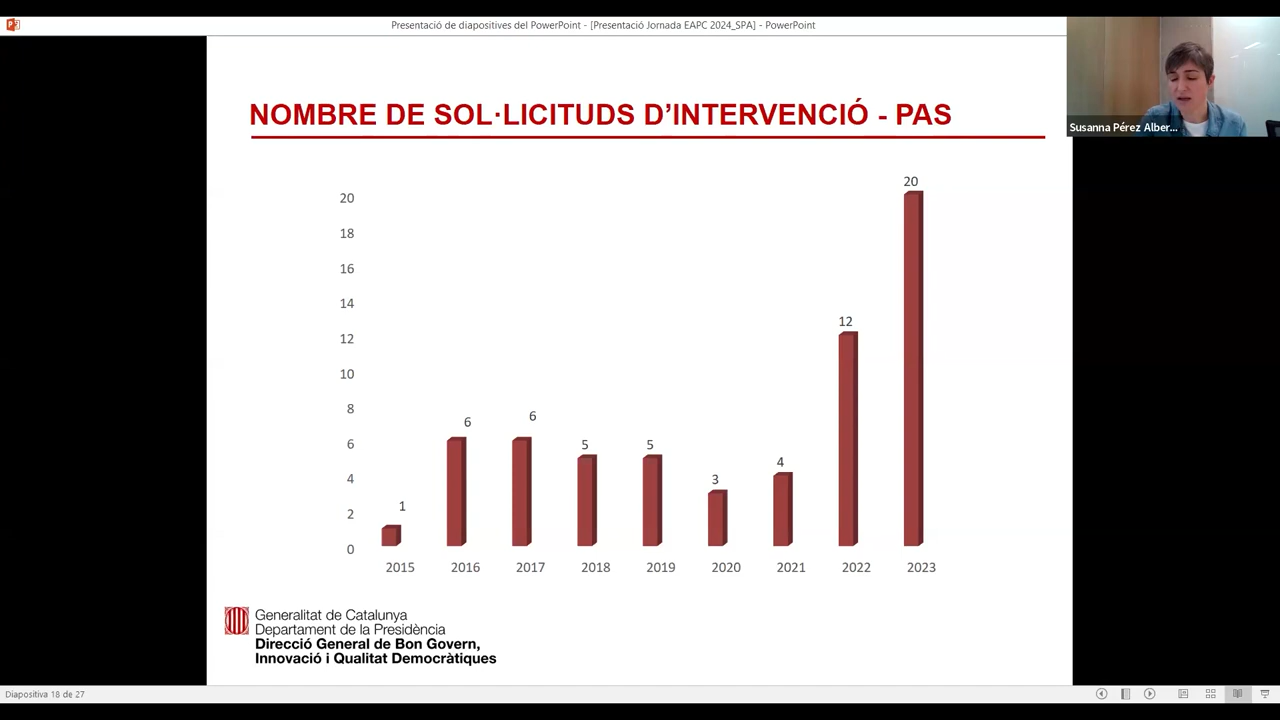 Presentació de diapositives del PowerPoint - [Presentació Jornada EAPC 2024_SPA] - PowerPoint
Susanna Pérez Alber...
NOMBRE DE SOL·LICITUDS D’INTERVENCIÓ - PAS
20
18
16
14
12
10
8
6
4
2
0
1
6
6
5
5
3
4
12
20
2015 2016 2017 2018 2019 2020 2021 2022 2023
Generalitat de Catalunya
Departament de la Presidència
Direcció General de Bon Govern,
Innovació i Qualitat Democràtiques
Diapositiva 18 de 27